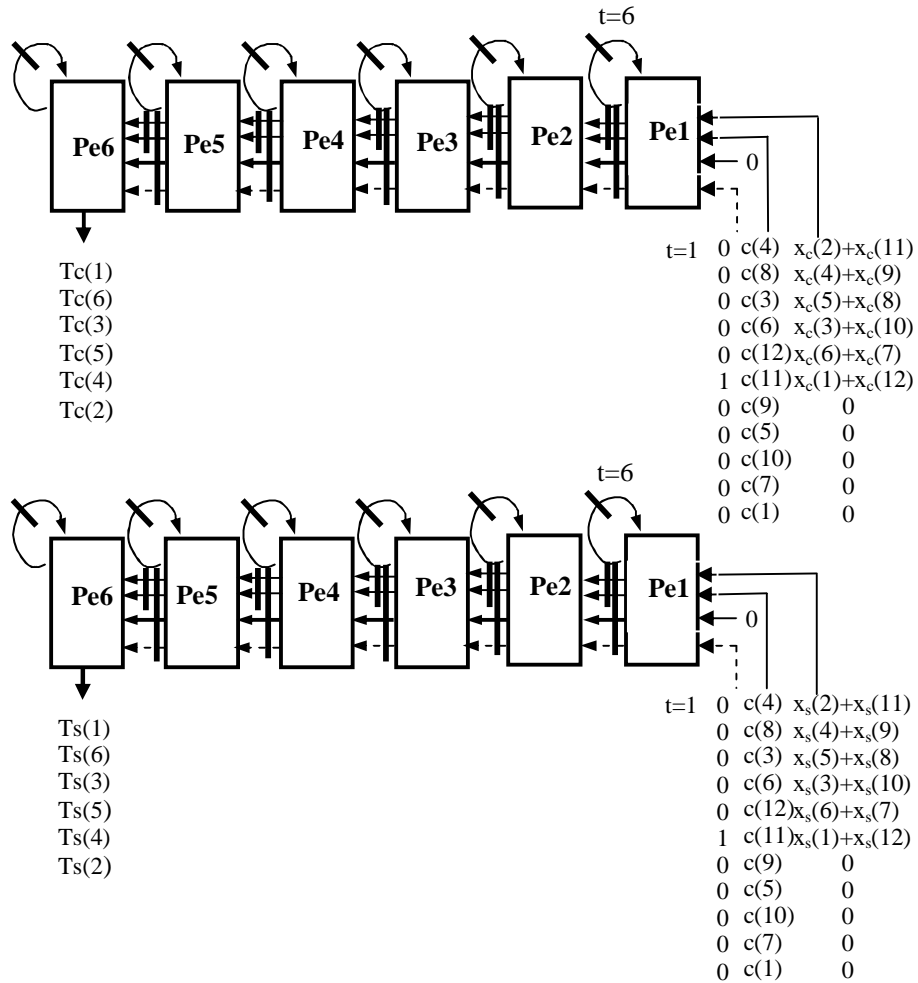 t=6
Pe6 Pe5 Pe4 Pe3 Pe2 Pe1
0
t=1 0 c(4) x_c(2)+x_c(11)
0 c(8) x_c(4)+x_c(9)
0 c(3) x_c(5)+x_c(8)
0 c(6) x_c(3)+x_c(10)
0 c(12) x_c(6)+x_c(7)
1 c(11) x_c(1)+x_c(12)
0 c(9) 0
0 c(5) 0
0 c(10) 0
0 c(7) 0
0 c(1) 0
Tc(1)
Tc(6)
Tc(3)
Tc(5)
Tc(4)
Tc(2)
t=6
Pe6 Pe5 Pe4 Pe3 Pe2 Pe1
0
t=1 0 c(4) x_s(2)+x_s(11)
0 c(8) x_s(4)+x_s(9)
0 c(3) x_s(5)+x_s(8)
0 c(6) x_s(3)+x_s(10)
0 c(12) x_s(6)+x_s(7)
1 c(11) x_s(1)+x_s(12)
0 c(9) 0
0 c(5) 0
0 c(10) 0
0 c(7) 0
0 c(1) 0
Ts(1)
Ts(6)
Ts(3)
Ts(5)
Ts(4)
Ts(2)